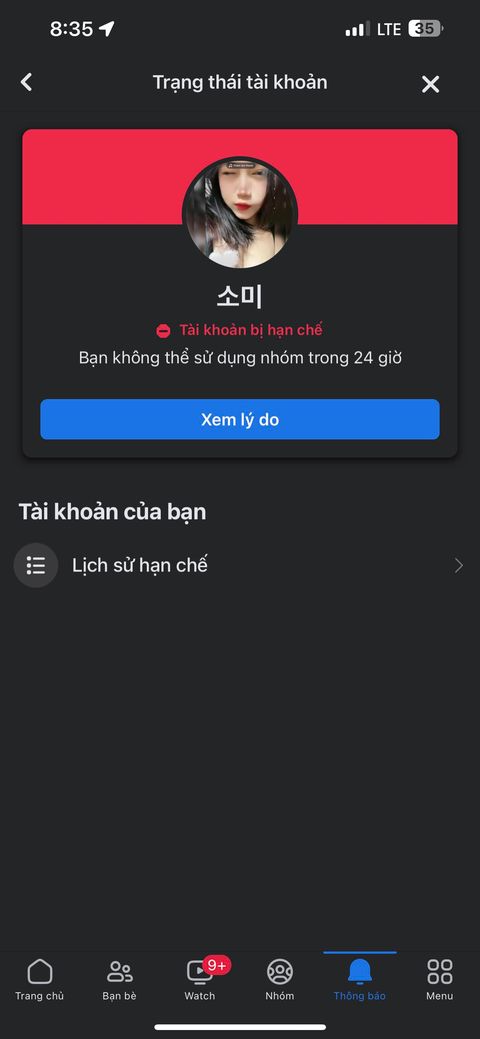 8:35
LTE
35
Trạng thái tài khoản
소미
Tài khoản bị hạn chế
Bạn không thể sử dụng nhóm trong 24 giờ
Xem lý do
Tài khoản của bạn
Lịch sử hạn chế
9+
Trang chủ
Bạn bè
Watch
Nhóm
Thông báo
Menu